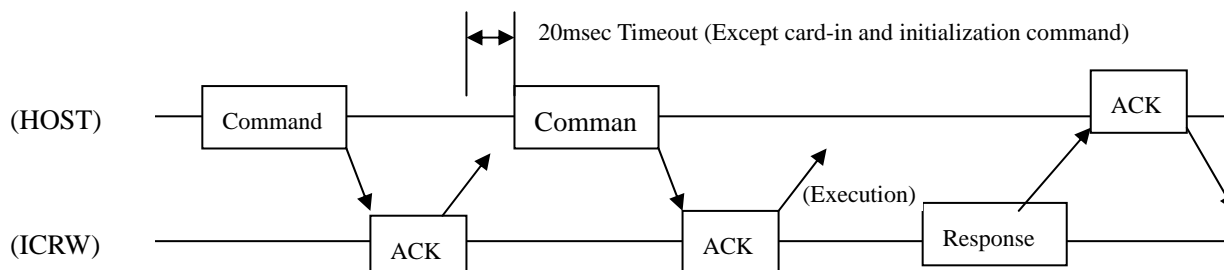 20msec Timeout (Except card-in and initialization command)
(HOST)
Command
Comman
ACK
(Execution)
(ICRW)
ACK
ACK
Response